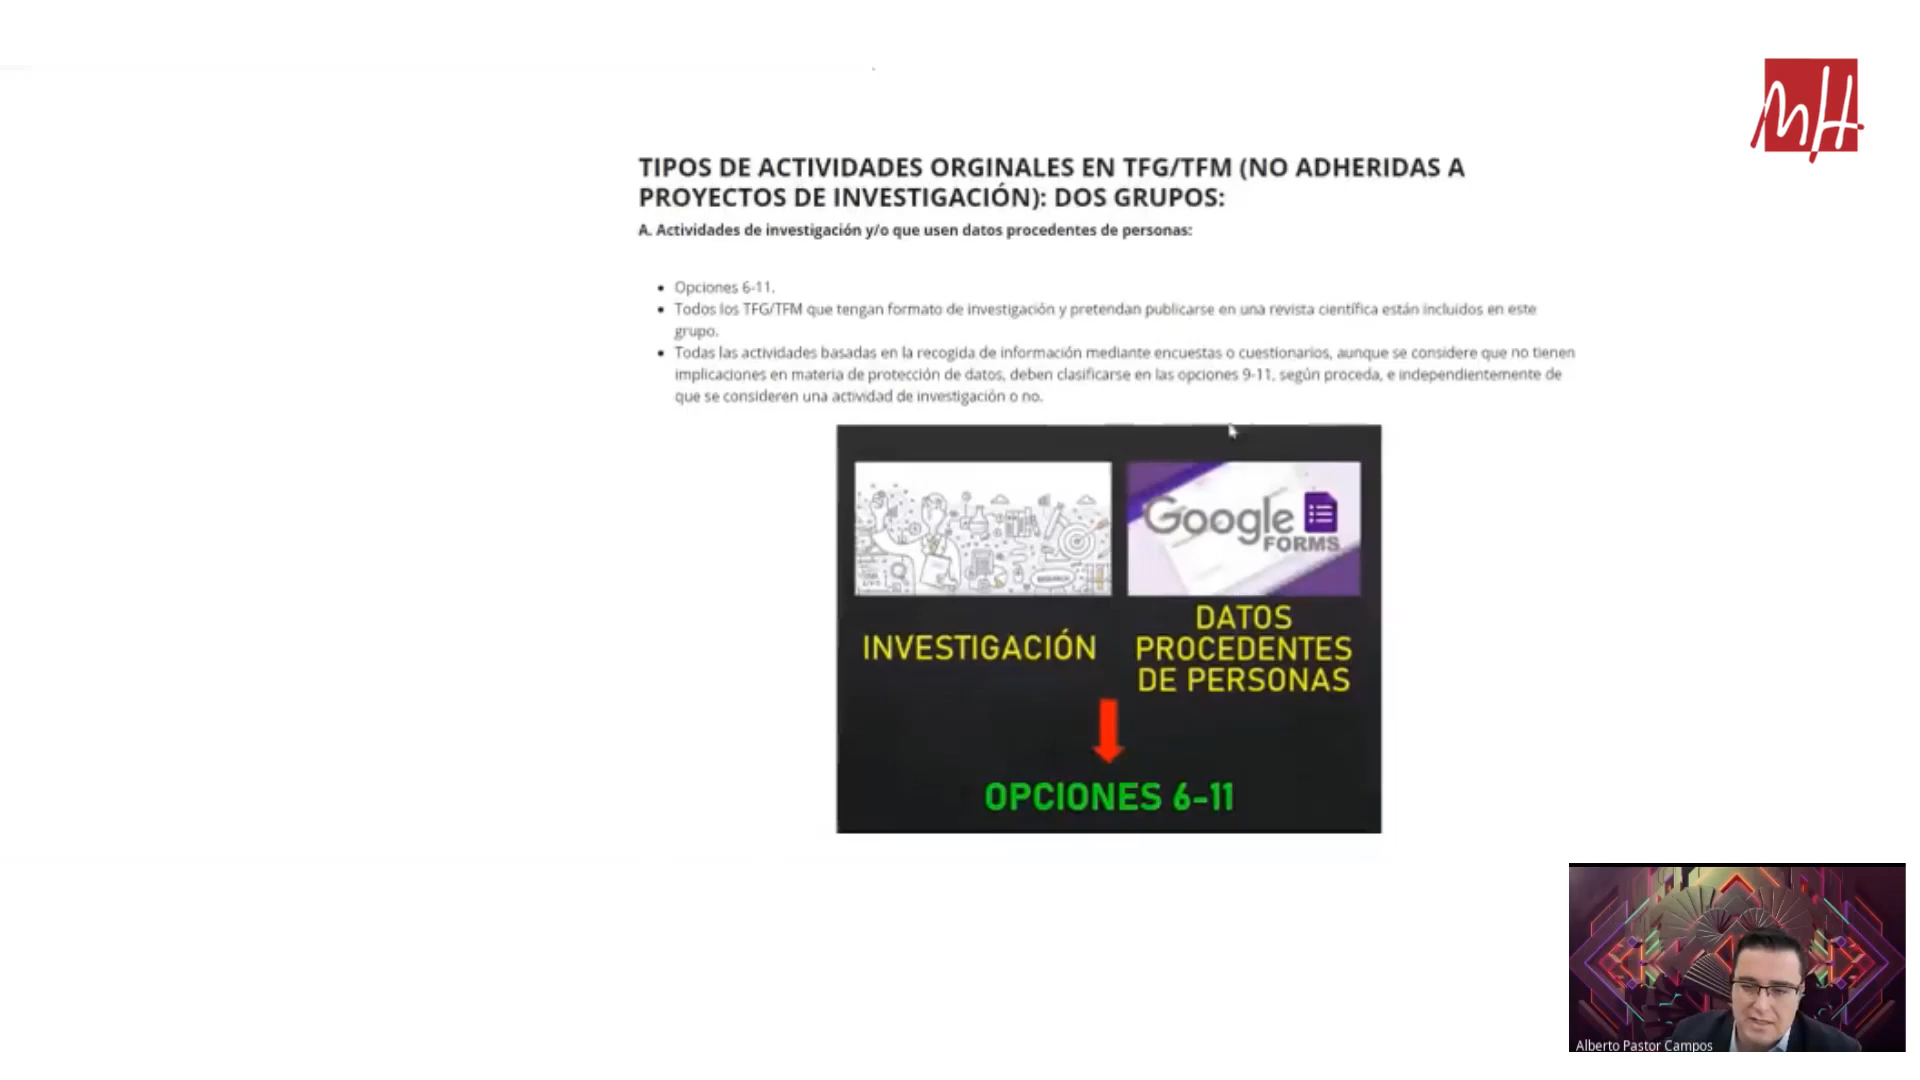 MH
TIPOS DE ACTIVIDADES ORGINALES EN TFG/TFM (NO ADHERIDAS A
PROYECTOS DE INVESTIGACIÓN): DOS GRUPOS:
A. Actividades de investigación y/o que usen datos procedentes de personas:
• Opciones 6-11.
• Todos los TFG/TFM que tengan formato de investigación y pretendan publicarse en una revista científica están incluidos en este
grupo.
• Todas las actividades basadas en la recogida de información mediante encuestas o cuestionarios, aunque se considere que no tienen
implicaciones en materia de protección de datos, deben clasificarse en las opciones 9-11, según proceda, e independientemente de
que se consideren una actividad de investigación o no.
RESEARCH
Google
FORMS
INVESTIGACIÓN
DATOS
PROCEDENTES
DE PERSONAS
OPCIONES 6-11
Alberto Pastor Campos